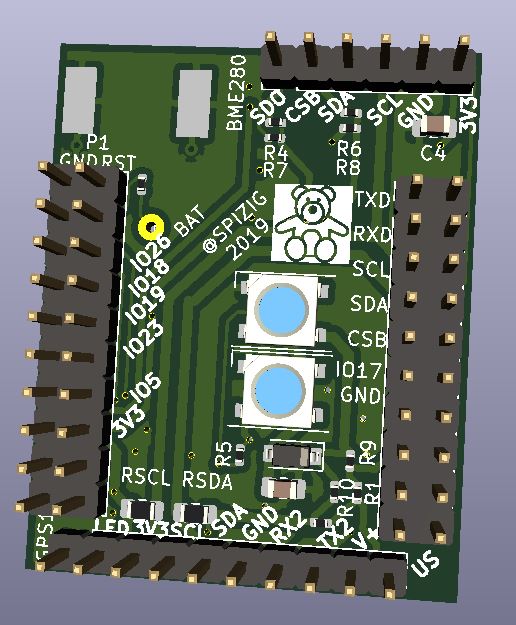 BME280
SDO CSB SDA SCL GND 3V3
P1
GND RST
R4
R7
R6
R8
C4
BAT
@SPIZIG
2019
TXD
RXD
SCL
SDA
CSB
IO17
GND
IO26
IO18
IO19
IO23
IO5
3V3
R5
R9
RSCL RSDA
R10
R1
GPS1
LED 3V3 SCL SDA GND RX2 TX2 V+
US